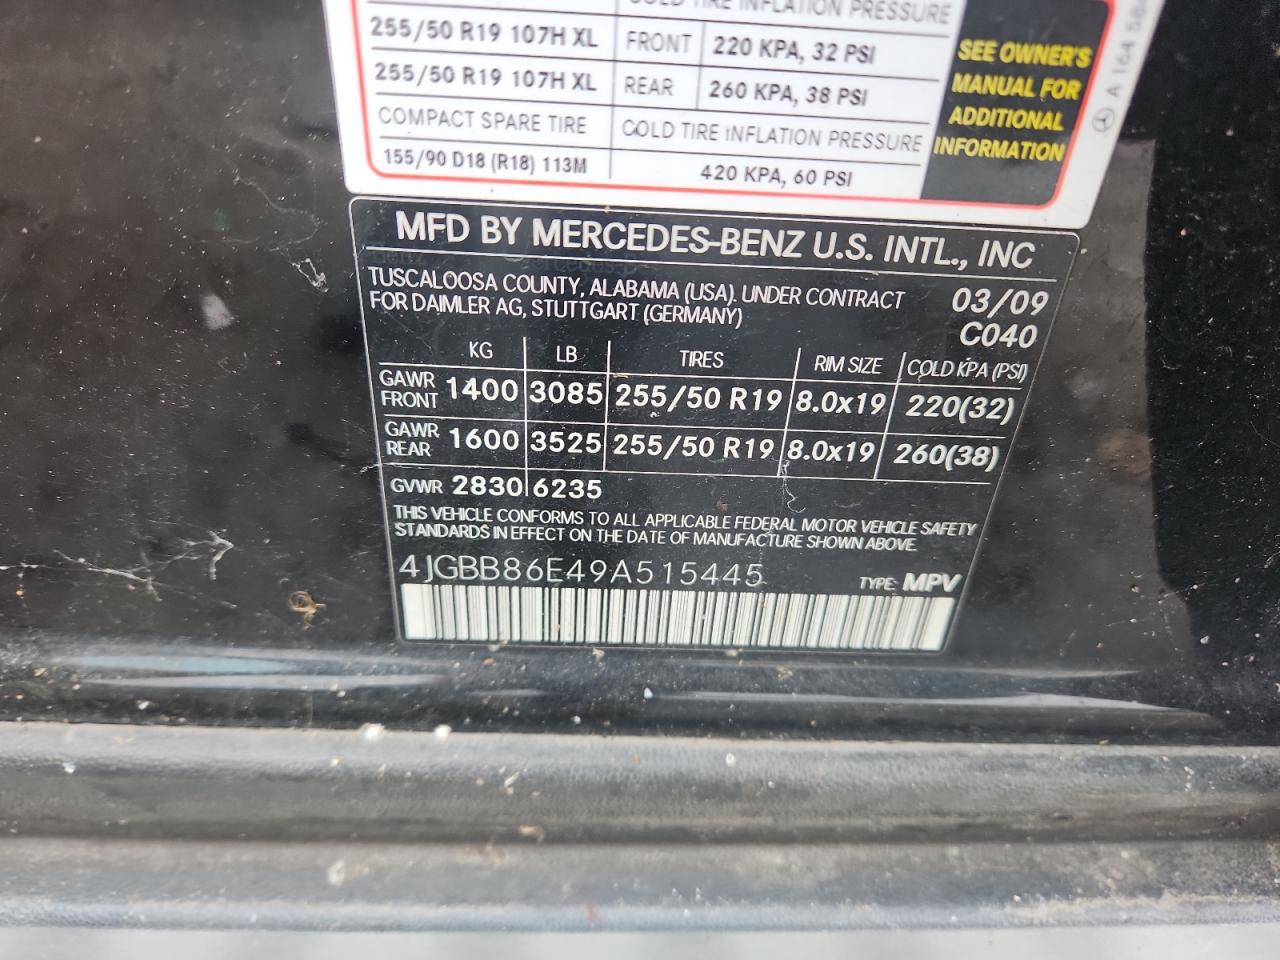 COLD TIRE INFLATION PRESSURE
255/50 R19 107H XL FRONT 220 KPA, 32 PSI
255/50 R19 107H XL REAR 260 KPA, 38 PSI
COMPACT SPARE TIRE COLD TIRE INFLATION PRESSURE
155/90 D18 (R18) 113M 420 KPA, 60 PSI
SEE OWNER'S
MANUAL FOR
ADDITIONAL
INFORMATION
A 164 584
MFD BY MERCEDES-BENZ U.S. INTL., INC
TUSCALOOSA COUNTY, ALABAMA (USA). UNDER CONTRACT
FOR DAIMLER AG, STUTTGART (GERMANY)
03/09
C040
KG LB TIRES RIM SIZE COLD KPA (PSI)
GAWR FRONT 1400 3085 255/50 R19 8.0x19 220(32)
GAWR REAR 1600 3525 255/50 R19 8.0x19 260(38)
GVWR 2830 6235
THIS VEHICLE CONFORMS TO ALL APPLICABLE FEDERAL MOTOR VEHICLE SAFETY
STANDARDS IN EFFECT ON THE DATE OF MANUFACTURE SHOWN ABOVE.
4JGBB86E49A515445 TYPE: MPV